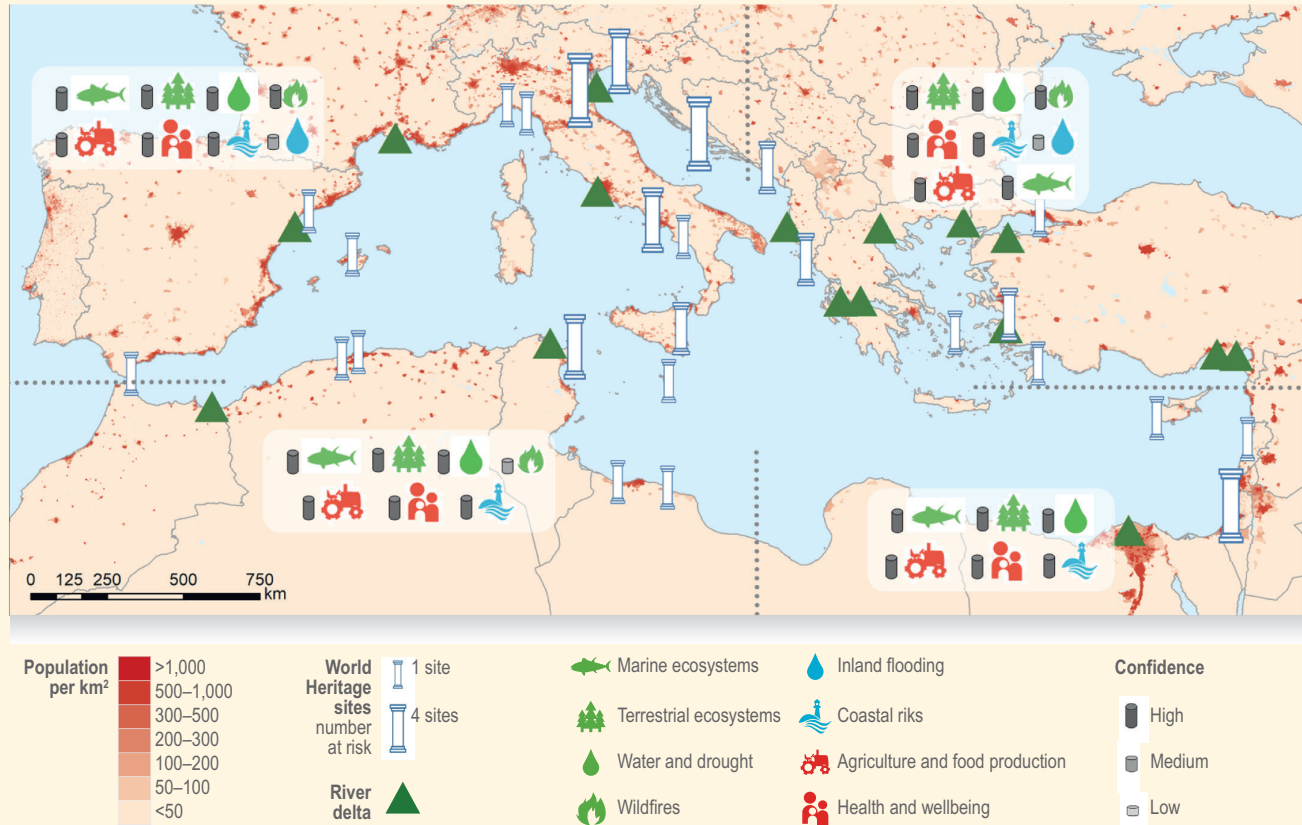 0 125 250 500 750
km
Population
per km²
>1,000
500–1,000
300–500
200–300
100–200
50–100
<50
World
Heritage
sites
number
at risk
1 site
4 sites
River
delta
Marine ecosystems
Terrestrial ecosystems
Water and drought
Wildfires
Inland flooding
Coastal riks
Agriculture and food production
Health and wellbeing
Confidence
High
Medium
Low